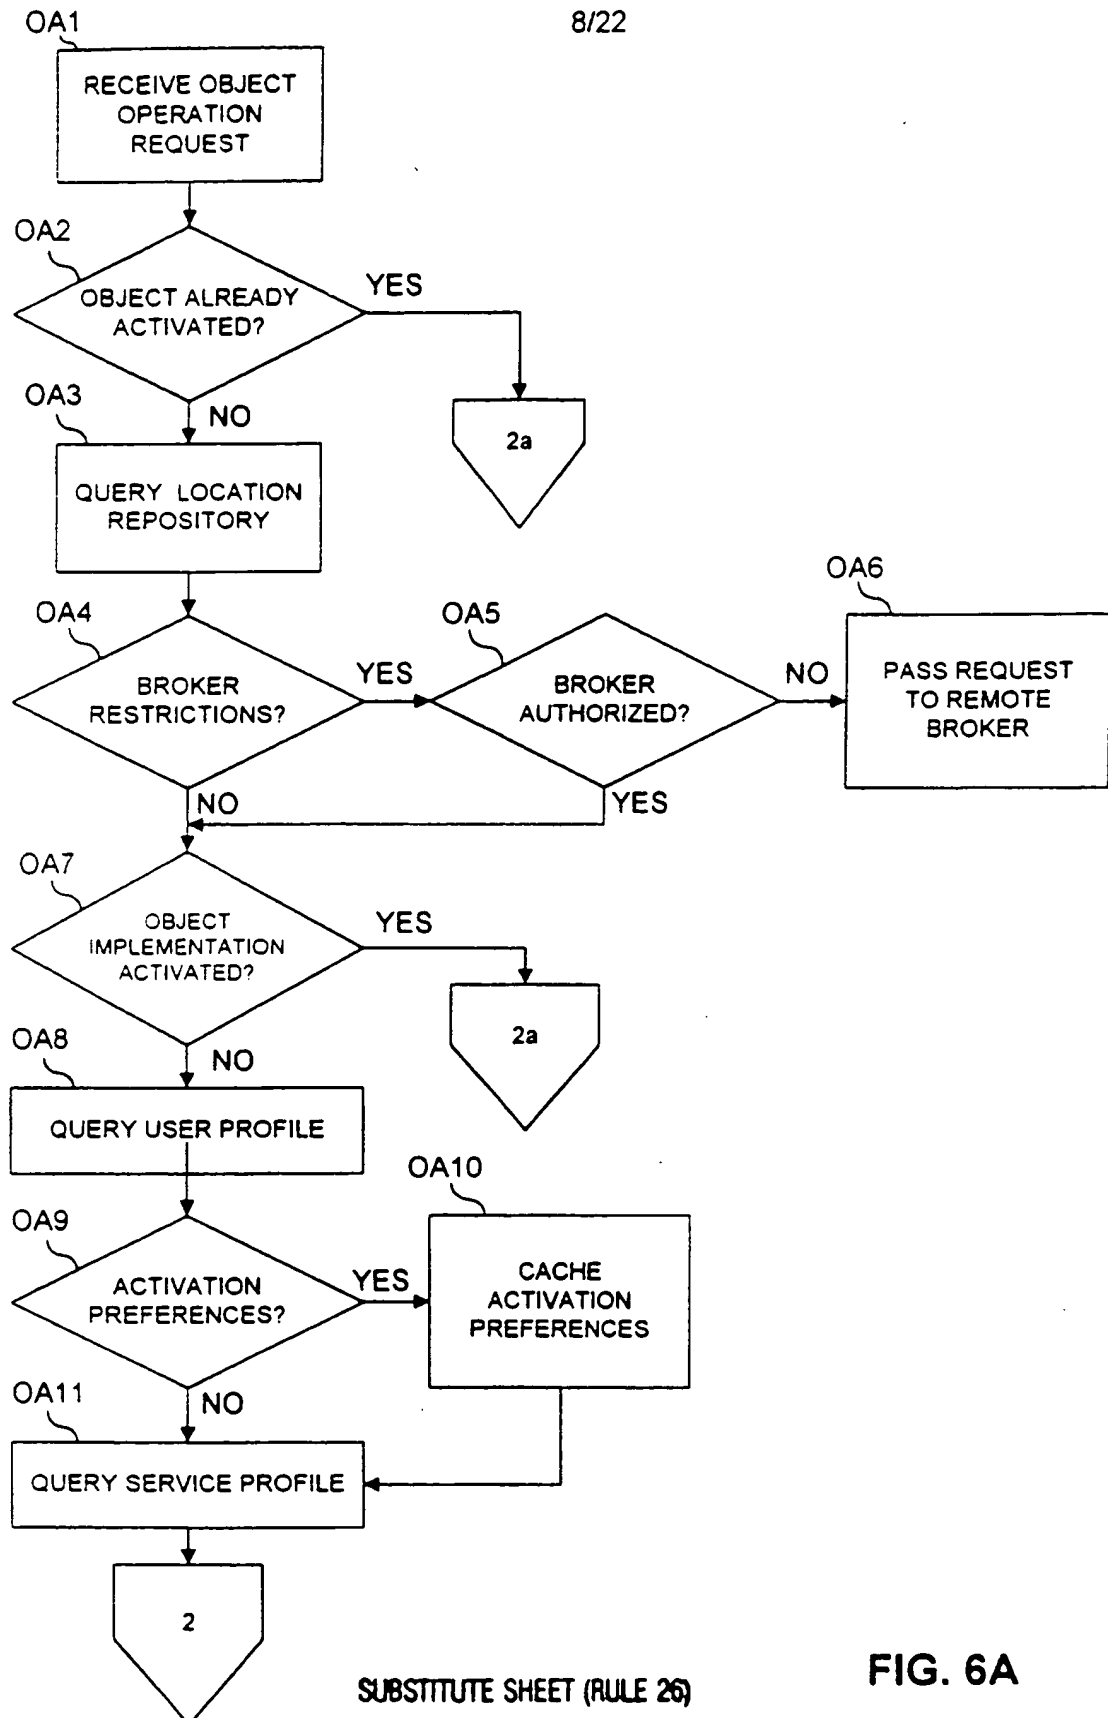 OA1
8/22
RECEIVE OBJECT
OPERATION
REQUEST
OA2
OBJECT ALREADY
ACTIVATED?
YES
2a
NO
OA3
QUERY LOCATION
REPOSITORY
OA4
BROKER
RESTRICTIONS?
YES
OA5
BROKER
AUTHORIZED?
NO
OA6
PASS REQUEST
TO REMOTE
BROKER
NO
YES
OA7
OBJECT
IMPLEMENTATION
ACTIVATED?
YES
2a
NO
OA8
QUERY USER PROFILE
OA9
ACTIVATION
PREFERENCES?
YES
OA10
CACHE
ACTIVATION
PREFERENCES
NO
OA11
QUERY SERVICE PROFILE
2
SUBSTITUTE SHEET (RULE 26)
FIG. 6A